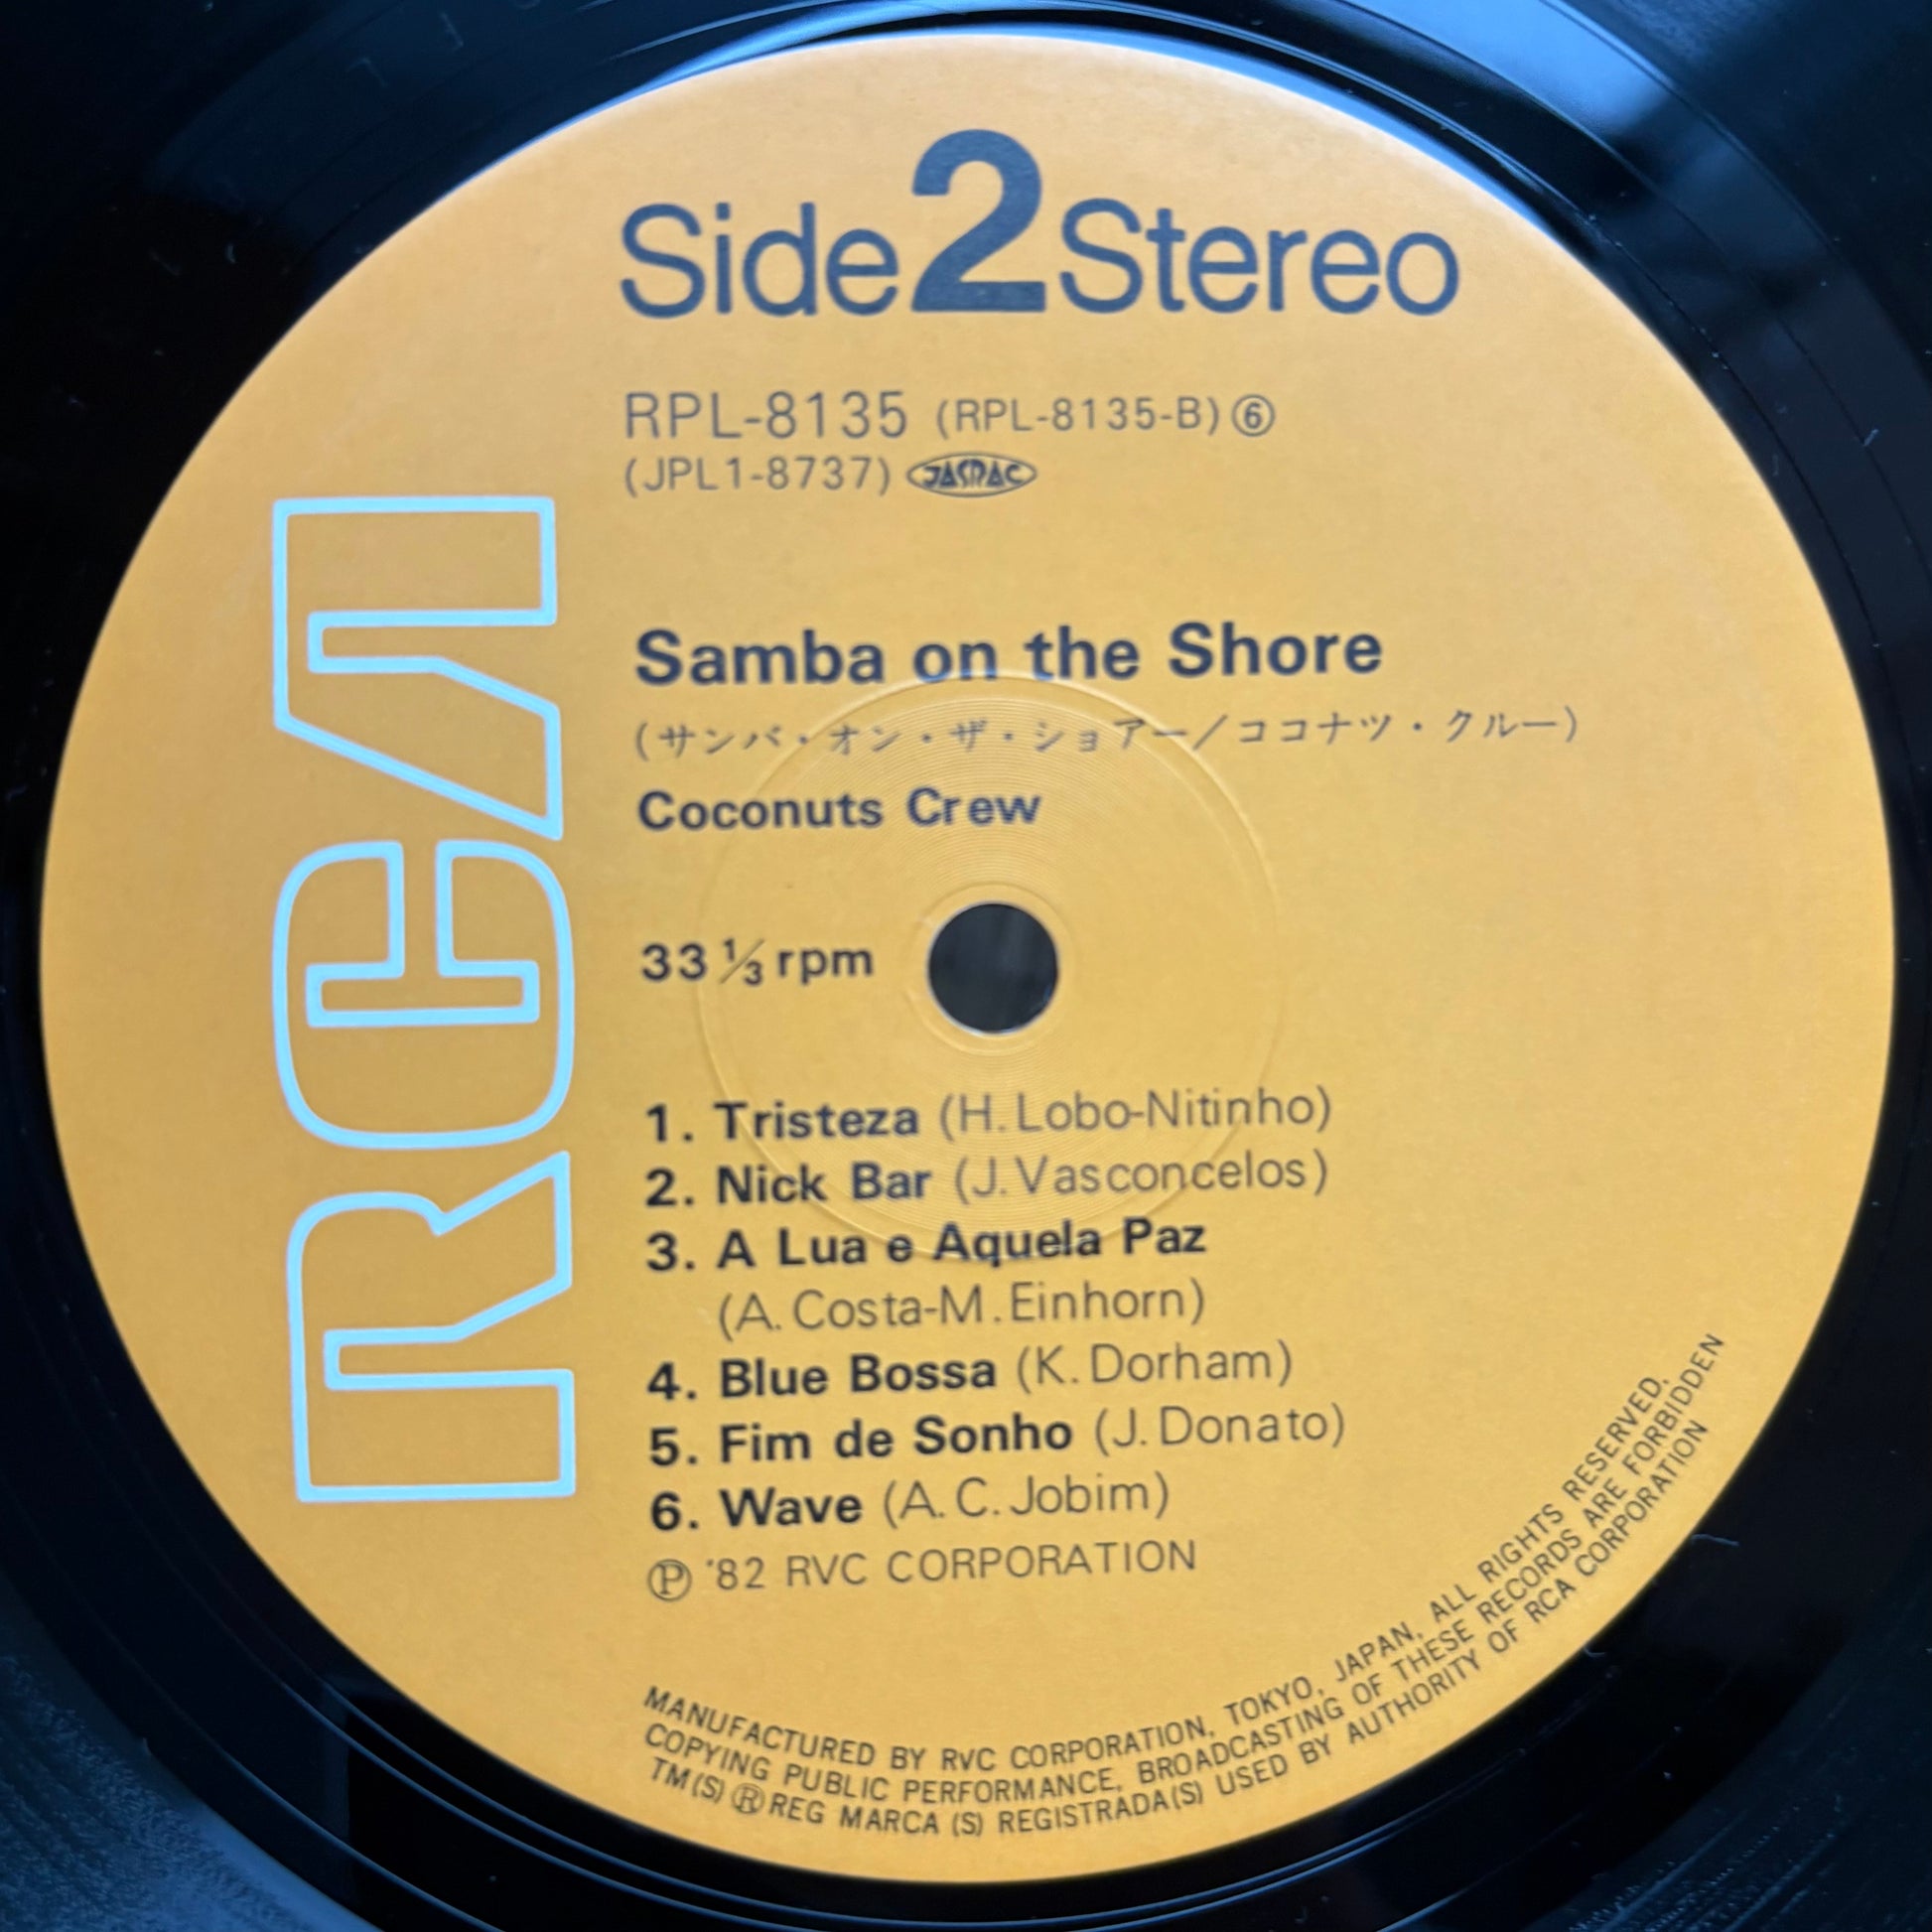 Side 2 Stereo
RPL-8135 (RPL-8135-B) ⑥
(JPL1-8737) JASRAC
RCA
Samba on the Shore
(サンバ・オン・ザ・ショアー/ココナツ・クルー)
Coconuts Crew
33 ⅓ rpm
1. Tristeza (H. Lobo-Nitinho)
2. Nick Bar (J. Vasconcelos)
3. A Lua e Aquela Paz
(A. Costa-M. Einhorn)
4. Blue Bossa (K. Dorham)
5. Fim de Sonho (J. Donato)
6. Wave (A. C. Jobim)
Ⓟ '82 RVC CORPORATION
MANUFACTURED BY RVC CORPORATION, TOKYO, JAPAN, ALL RIGHTS RESERVED,
COPYING PUBLIC PERFORMANCE, BROADCASTING OF THESE RECORDS ARE FORBIDDEN
TM(S) ® REG MARCA (S) REGISTRADA(S) USED BY AUTHORITY OF RCA CORPORATION